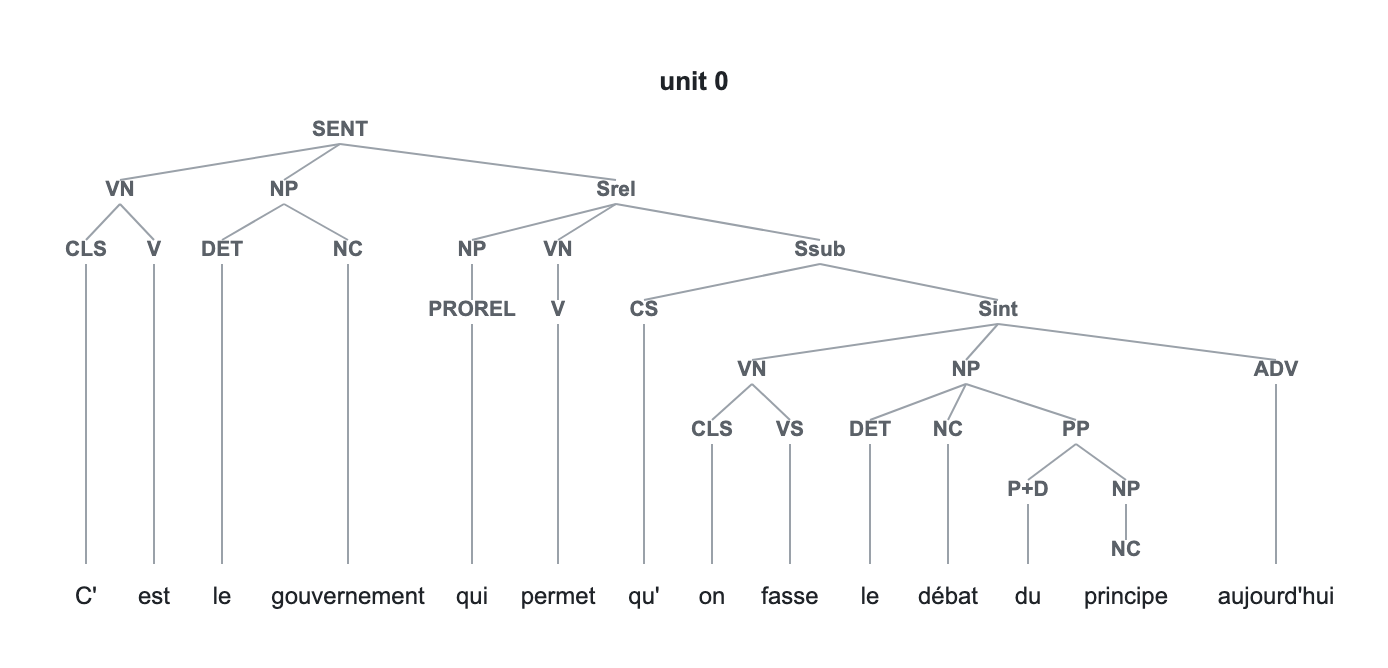 unit 0
SENT
VN NP Srel
CLS V DET NC NP VN Ssub
PROREL V CS Sint
VN NP ADV
CLS VS DET NC PP
P+D NP
NC
C' est le gouvernement qui permet qu' on fasse le débat du principe aujourd'hui